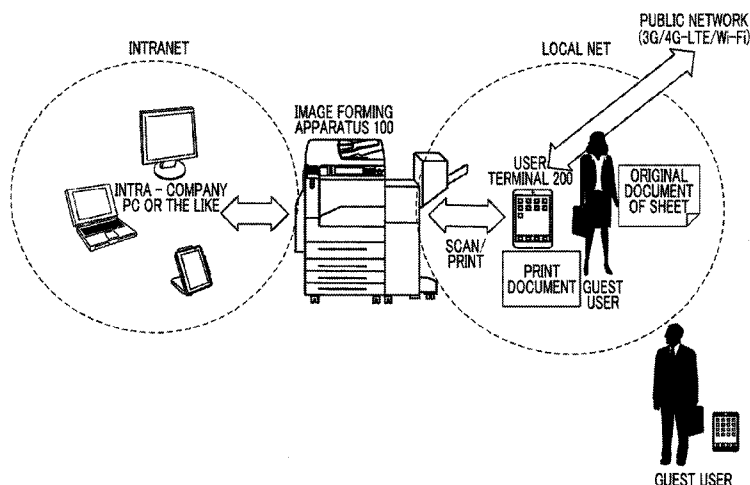 PUBLIC NETWORK
(3G/4G-LTE/Wi-Fi)
INTRANET
LOCAL NET
IMAGE FORMING
APPARATUS 100
USER
TERMINAL 200
ORIGINAL
DOCUMENT
OF SHEET
INTRA - COMPANY
PC OR THE LIKE
SCAN/
PRINT
PRINT
DOCUMENT
GUEST
USER
GUEST USER